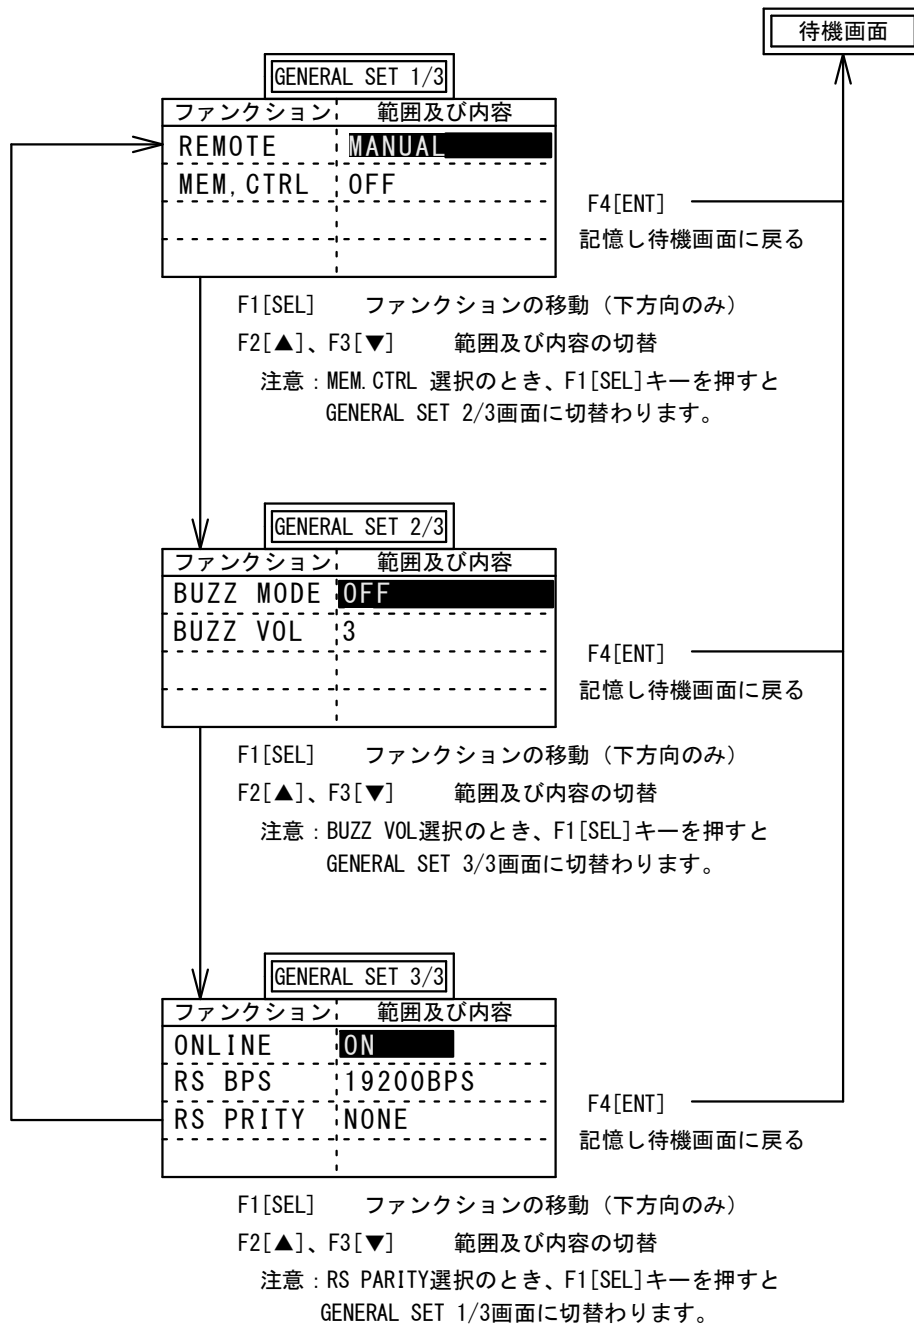 待機画面
GENERAL SET 1/3
ファンクション 範囲及び内容
REMOTE MANUAL
MEM,CTRL OFF
F4[ENT]
記憶し待機画面に戻る
F1[SEL] ファンクションの移動（下方向のみ）
F2[▲]、F3[▼] 範囲及び内容の切替
注意：MEM.CTRL 選択のとき、F1[SEL]キーを押すと
GENERAL SET 2/3画面に切替わります。
GENERAL SET 2/3
ファンクション 範囲及び内容
BUZZ MODE OFF
BUZZ VOL 3
F4[ENT]
記憶し待機画面に戻る
F1[SEL] ファンクションの移動（下方向のみ）
F2[▲]、F3[▼] 範囲及び内容の切替
注意：BUZZ VOL選択のとき、F1[SEL]キーを押すと
GENERAL SET 3/3画面に切替わります。
GENERAL SET 3/3
ファンクション 範囲及び内容
ONLINE ON
RS BPS 19200BPS
RS PRITY NONE
F4[ENT]
記憶し待機画面に戻る
F1[SEL] ファンクションの移動（下方向のみ）
F2[▲]、F3[▼] 範囲及び内容の切替
注意：RS PARITY選択のとき、F1[SEL]キーを押すと
GENERAL SET 1/3画面に切替わります。